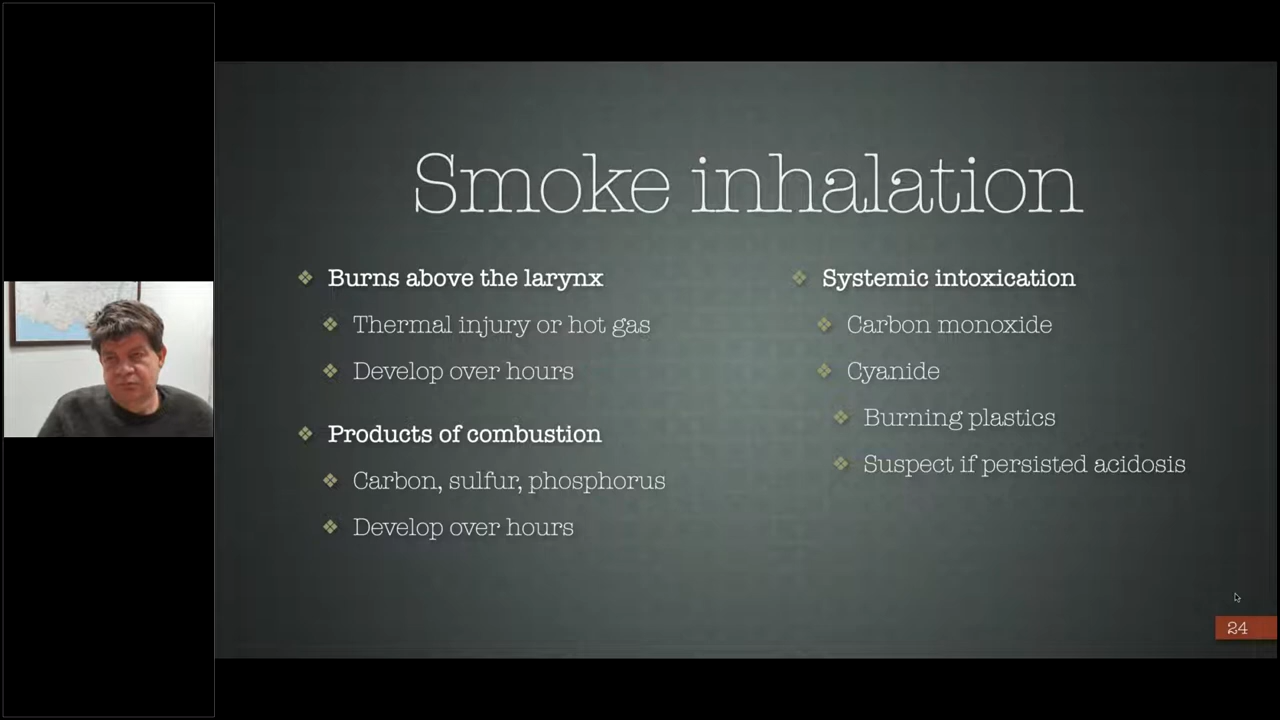 Smoke inhalation
Burns above the larynx
Thermal injury or hot gas
Develop over hours
Products of combustion
Carbon, sulfur, phosphorus
Develop over hours
Systemic intoxication
Carbon monoxide
Cyanide
Burning plastics
Suspect if persisted acidosis
24